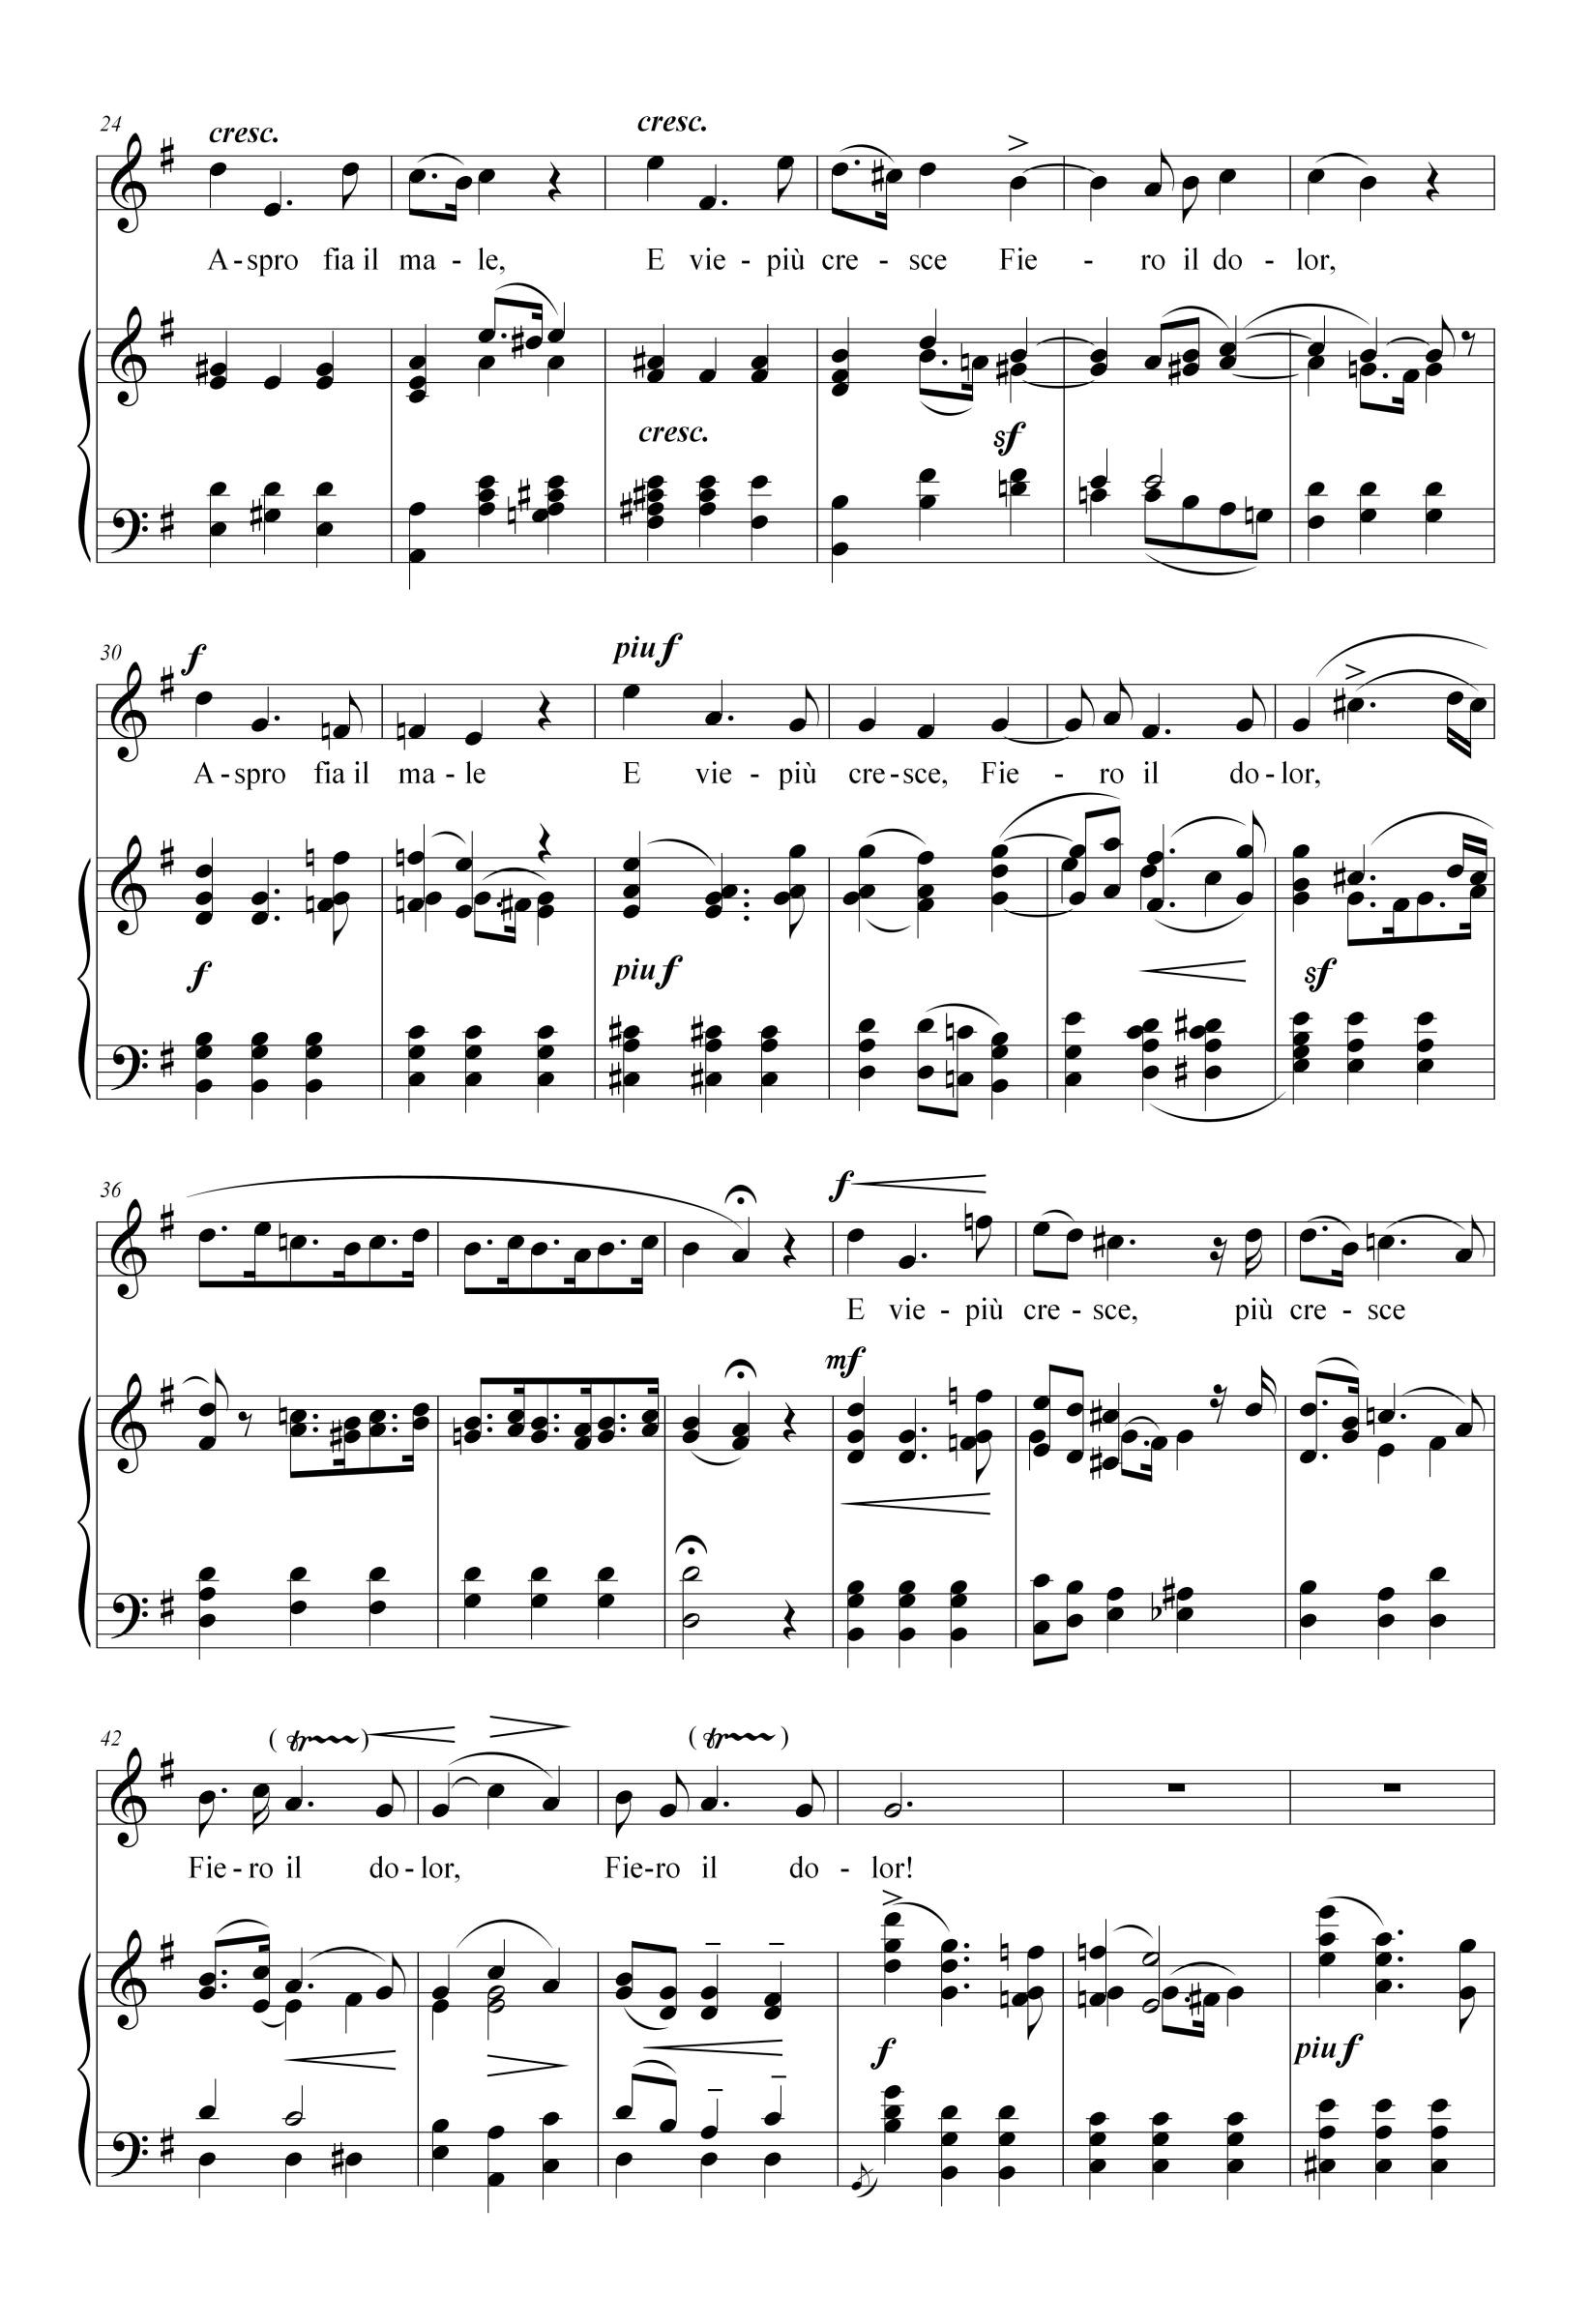 24
cresc. cresc.
A - spro fia il ma - le, E vie - più cre - sce Fie - ro il do - lor,
cresc. sf
30
f piu f
A - spro fia il ma - le E vie - più cre - sce, Fie - ro il do - lor,
f piu f sf
36
f
E vie - più cre - sce, più cre - sce
mf
42
( tr ) ( tr )
Fie - ro il do - lor, Fie - ro il do - lor!
f piu f